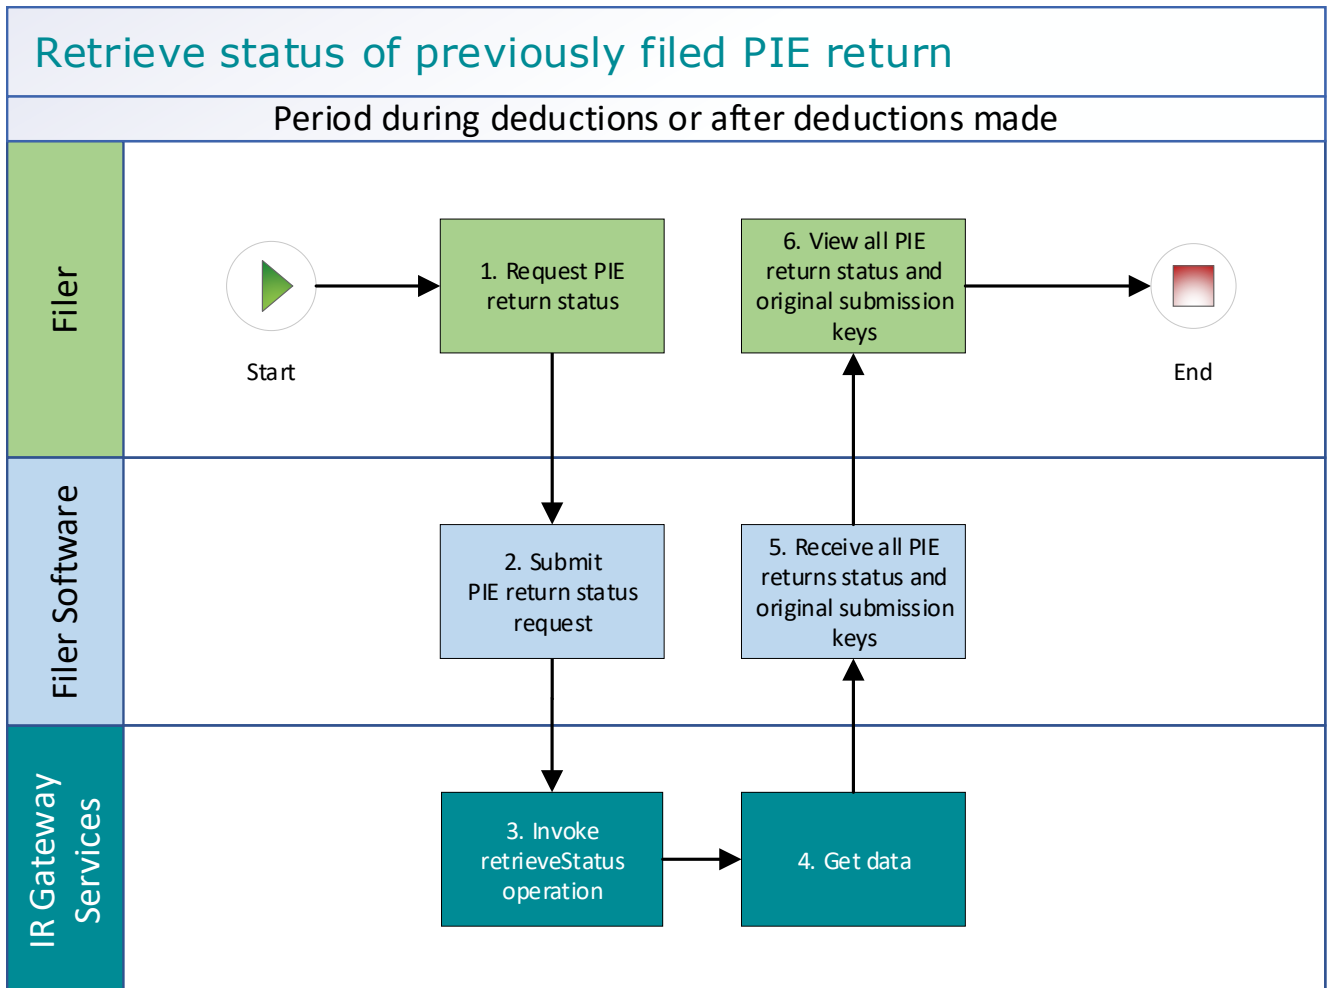 Retrieve status of previously filed PIE return
Period during deductions or after deductions made
Filer
Start
1. Request PIE
return status
6. View all PIE
return status and
original submission
keys
End
Filer Software
2. Submit
PIE return status
request
5. Receive all PIE
returns status and
original submission
keys
IR Gateway
Services
3. Invoke
retrieveStatus
operation
4. Get data